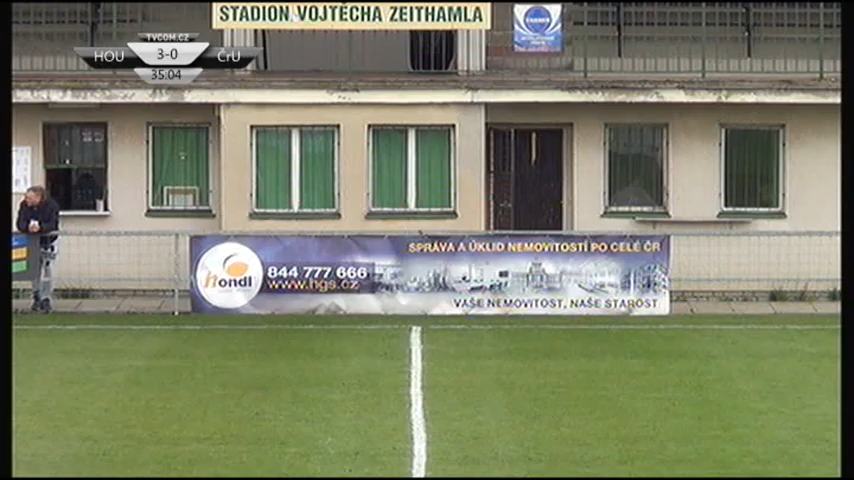 STADION VOJTĚCHA ZEITHAMLA
TVCOM.CZ
HOU 3-0 ČrU
35:04
hondl
844 777 666
www.hgs.cz
SPRÁVA A ÚKLID NEMOVITOSTÍ PO CELÉ ČR
VAŠE NEMOVITOST, NAŠE STAROST